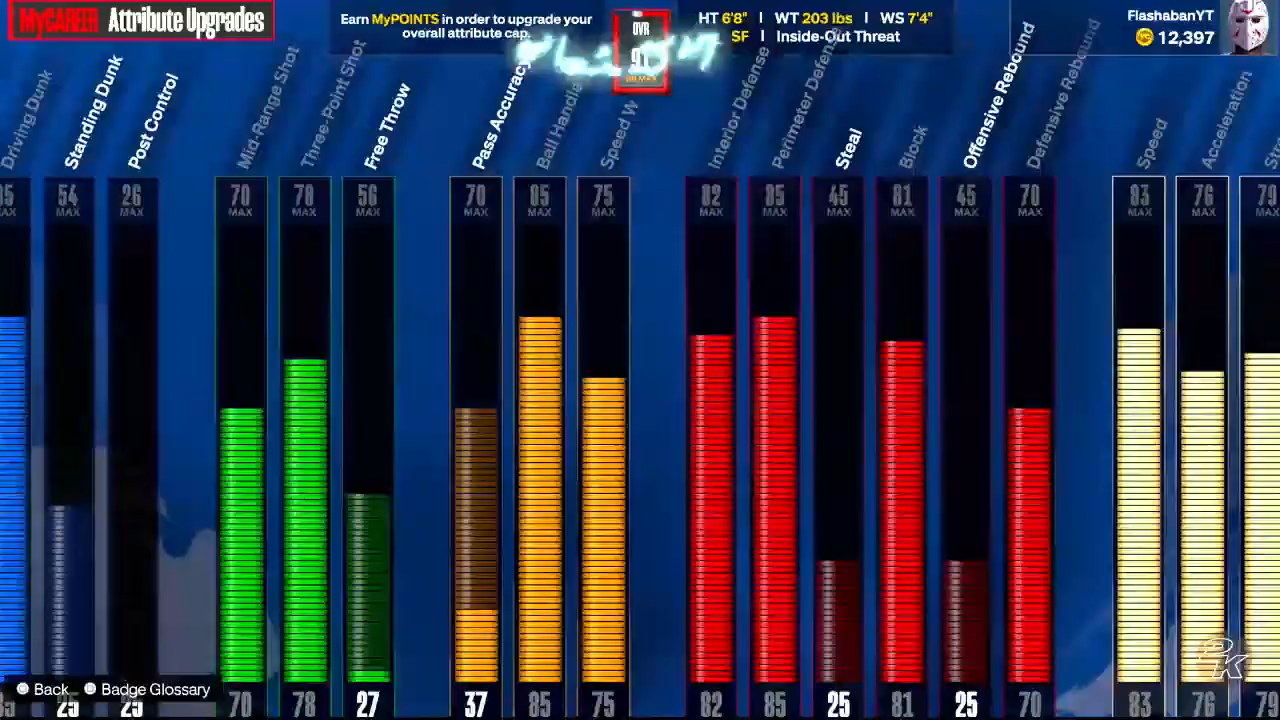 MyCAREER Attribute Upgrades
Earn MyPOINTS in order to upgrade your
overall attribute cap.
OVR
HT 6'8" | WT 203 lbs | WS 7'4"
SF | Inside-Out Threat
FlashabanYT
12,397
Driving Dunk
Standing Dunk
Post Control
Mid-Range Shot
Three-Point Shot
Free Throw
Pass Accuracy
Ball Handle
Speed W
Interior Defense
Perimeter Defense
Steal
Block
Offensive Rebound
Defensive Rebound
Speed
Acceleration
54 26 70 78 56 70 85 75 82 85 45 81 45 70 83 76 79
MAX MAX MAX MAX MAX MAX MAX MAX MAX MAX MAX MAX MAX MAX MAX MAX MAX
Back Badge Glossary
2K
25 25 70 78 27 37 85 75 82 85 25 81 25 70 83 76 79